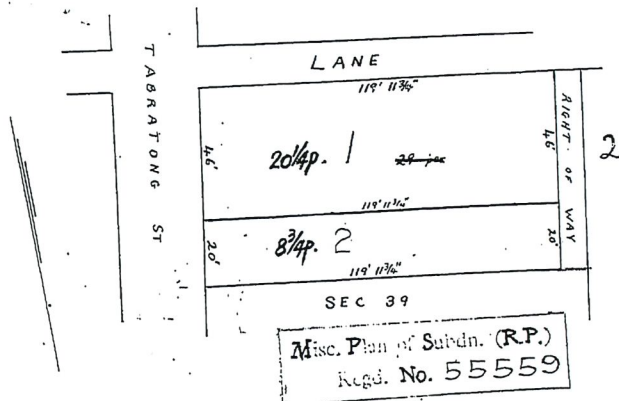 TABRATONG ST
LANE
119' 11¾"
46'
20¼p. 1
46'
RIGHT OF WAY
2
119' 11¾"
20'
8¾p. 2
20'
119' 11¾"
SEC 39
Misc. Plan of Subdn. (R.P.)
Regd. No. 55559